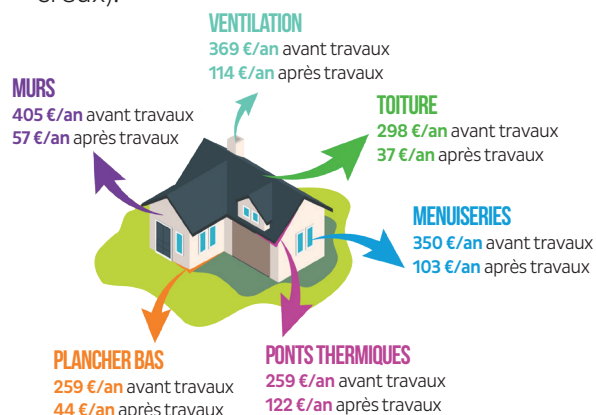 VENTILATION
369 €/an avant travaux
114 €/an après travaux
MURS
405 €/an avant travaux
57 €/an après travaux
TOITURE
298 €/an avant travaux
37 €/an après travaux
MENUISERIES
350 €/an avant travaux
103 €/an après travaux
PLANCHER BAS
259 €/an avant travaux
44 €/an après travaux
PONTS THERMIQUES
259 €/an avant travaux
122 €/an après travaux